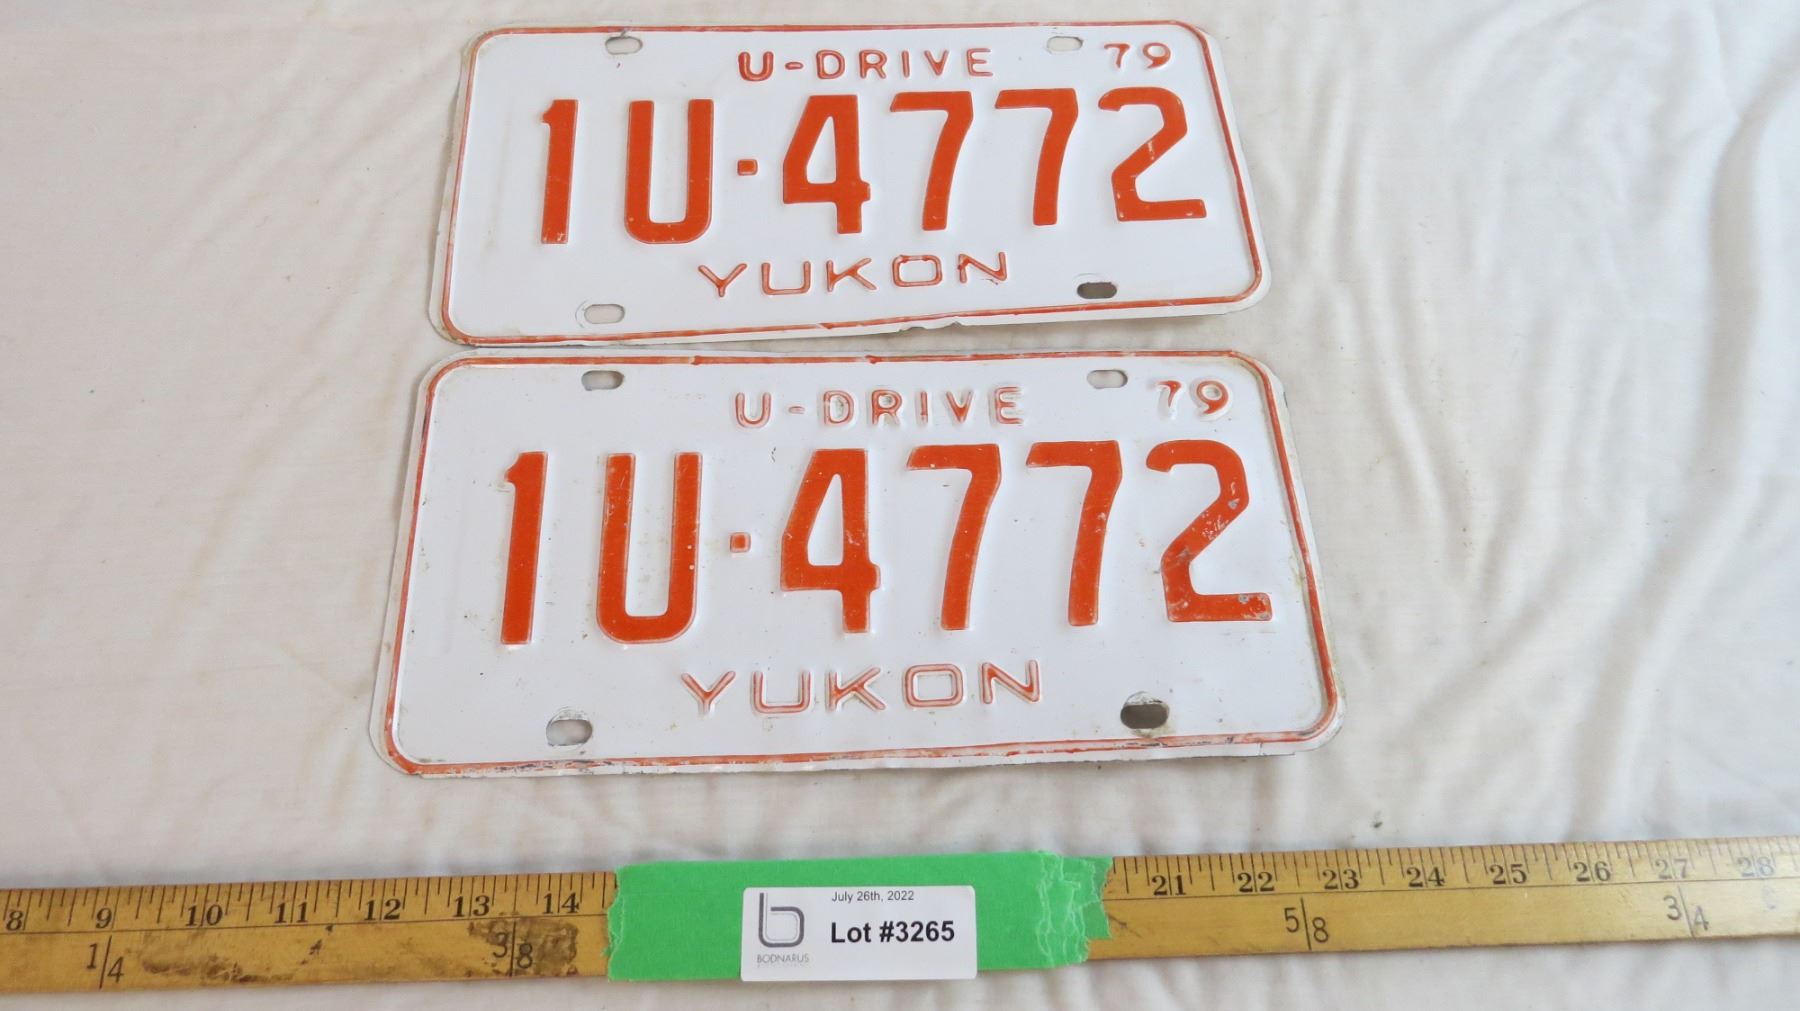 U-DRIVE 79
1U·4772
YUKON
U-DRIVE 79
1U·4772
YUKON
8 9 10 11 12 13 14 21 22 23 24 25 26 27 28
1/4 3/8 5/8 3/4
July 26th, 2022
Lot #3265
BODNARUS